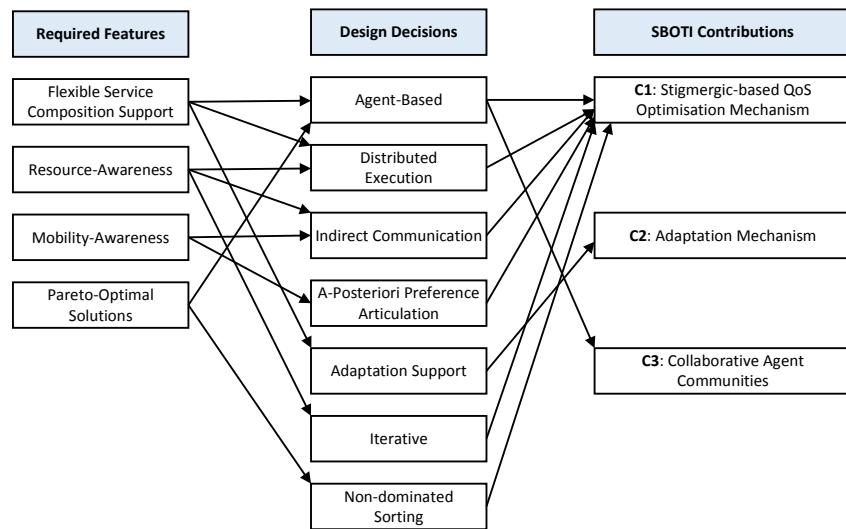 Required Features
Design Decisions
SBOTI Contributions
Flexible Service
Composition Support
Resource-Awareness
Mobility-Awareness
Pareto-Optimal
Solutions
Agent-Based
Distributed
Execution
Indirect Communication
A-Posteriori Preference
Articulation
Adaptation Support
Iterative
Non-dominated
Sorting
C1: Stigmergic-based QoS
Optimisation Mechanism
C2: Adaptation Mechanism
C3: Collaborative Agent
Communities